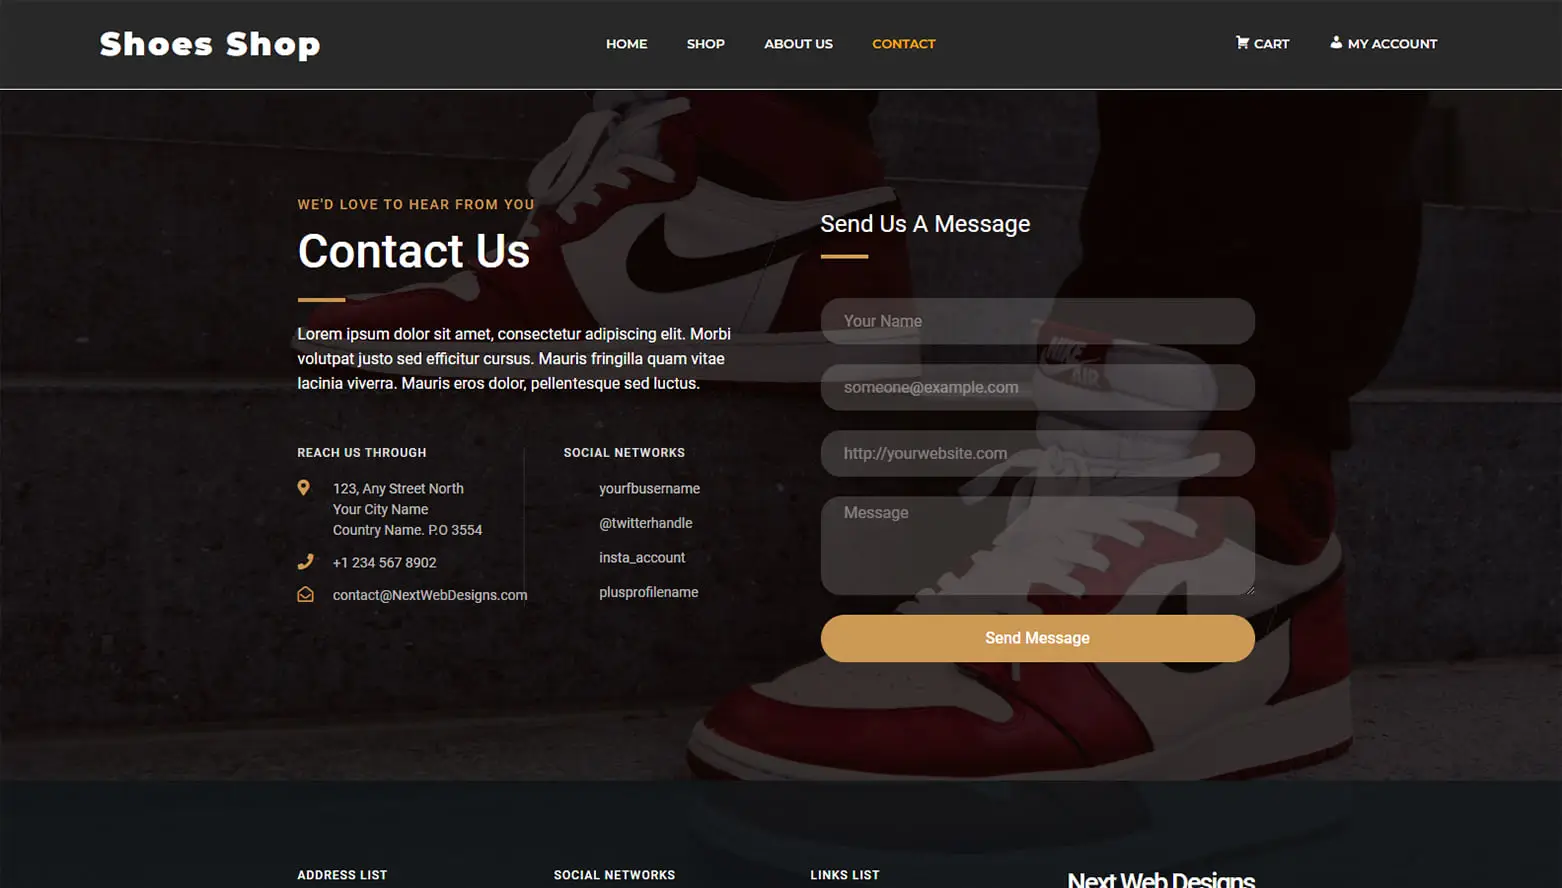 Shoes Shop
HOME
SHOP
ABOUT US
CONTACT
CART
MY ACCOUNT
WE'D LOVE TO HEAR FROM YOU
Contact Us
Lorem ipsum dolor sit amet, consectetur adipiscing elit. Morbi
volutpat justo sed efficitur cursus. Mauris fringilla quam vitae
lacinia viverra. Mauris eros dolor, pellentesque sed luctus.
REACH US THROUGH
123, Any Street North
Your City Name
Country Name. P.O 3554
+1 234 567 8902
contact@NextWebDesigns.com
SOCIAL NETWORKS
yourfbusername
@twitterhandle
insta_account
plusprofilename
Send Us A Message
Your Name
someone@example.com
http://yourwebsite.com
Message
Send Message
NIKE
AIR
ADDRESS LIST
SOCIAL NETWORKS
LINKS LIST
Next Web Designs